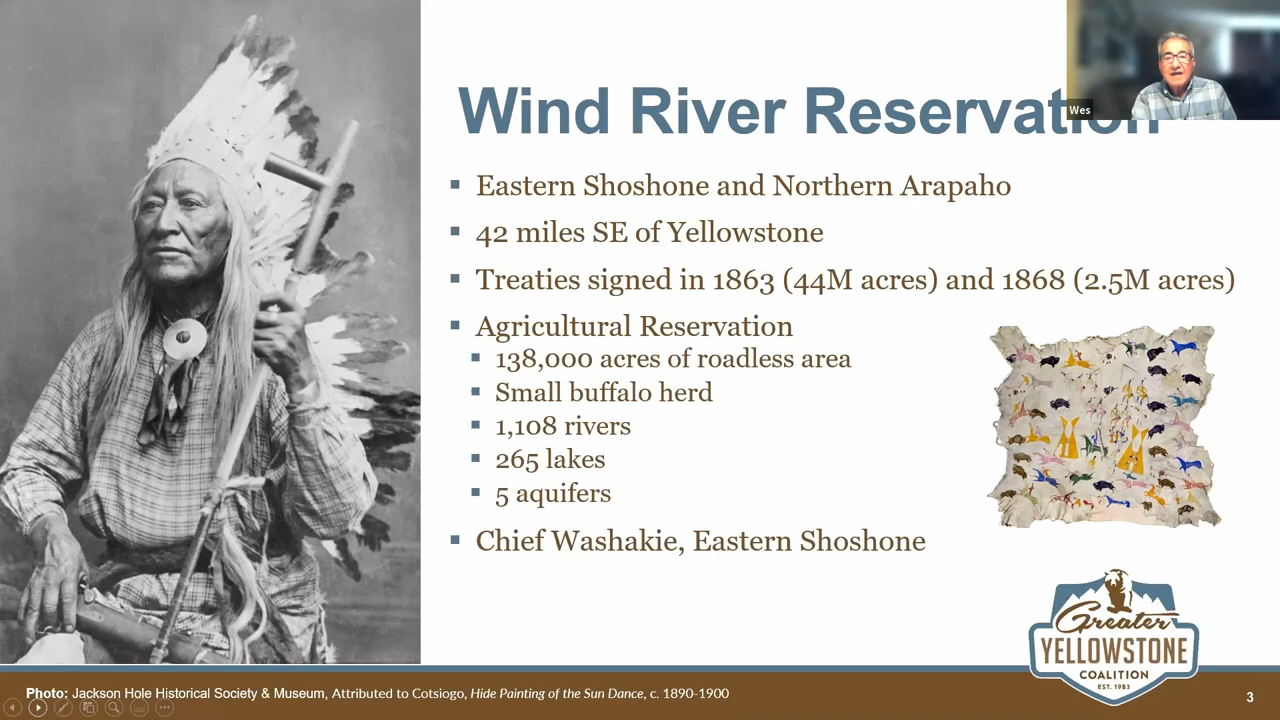 Wes
Wind River Reservation
Eastern Shoshone and Northern Arapaho
42 miles SE of Yellowstone
Treaties signed in 1863 (44M acres) and 1868 (2.5M acres)
Agricultural Reservation
138,000 acres of roadless area
Small buffalo herd
1,108 rivers
265 lakes
5 aquifers
Chief Washakie, Eastern Shoshone
Greater
YELLOWSTONE
COALITION
EST. 1983
Photo: Jackson Hole Historical Society & Museum, Attributed to Cotsiogo, Hide Painting of the Sun Dance, c. 1890-1900
3